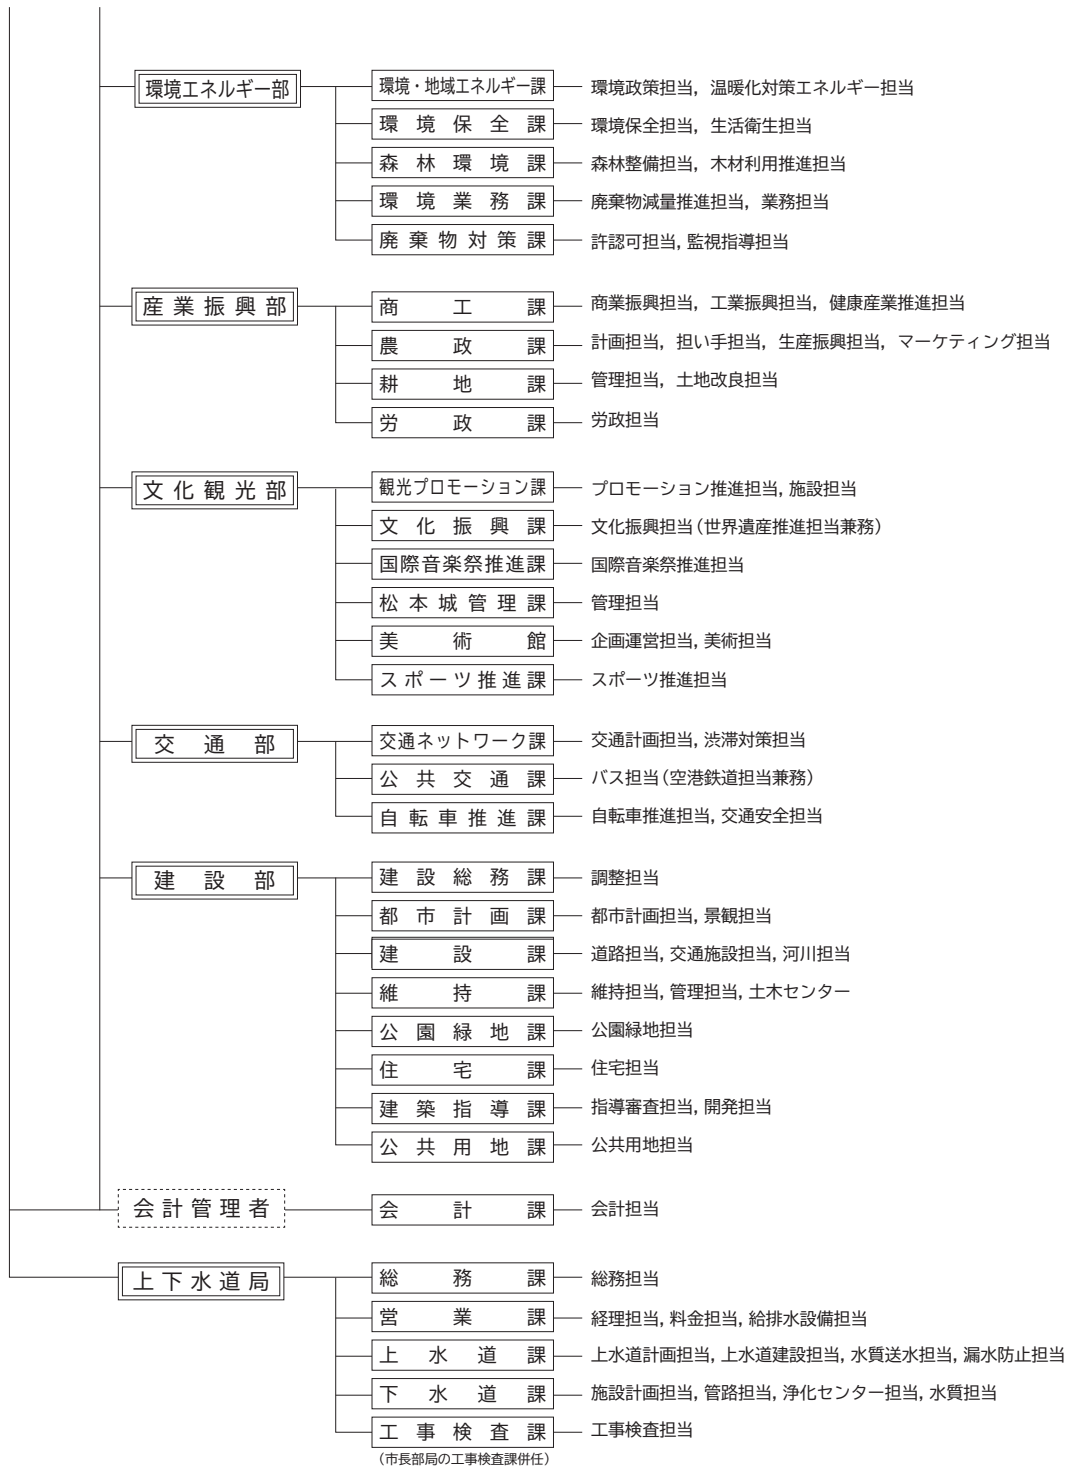 環境エネルギー部
環境・地域エネルギー課 環境政策担当，温暖化対策エネルギー担当
環境保全課 環境保全担当，生活衛生担当
森林環境課 森林整備担当，木材利用推進担当
環境業務課 廃棄物減量推進担当，業務担当
廃棄物対策課 許認可担当，監視指導担当
産業振興部
商工課 商業振興担当，工業振興担当，健康産業推進担当
農政課 計画担当，担い手担当，生産振興担当，マーケティング担当
耕地課 管理担当，土地改良担当
労政課 労政担当
文化観光部
観光プロモーション課 プロモーション推進担当，施設担当
文化振興課 文化振興担当（世界遺産推進担当兼務）
国際音楽祭推進課 国際音楽祭推進担当
松本城管理課 管理担当
美術館 企画運営担当，美術担当
スポーツ推進課 スポーツ推進担当
交通部
交通ネットワーク課 交通計画担当，渋滞対策担当
公共交通課 バス担当（空港鉄道担当兼務）
自転車推進課 自転車推進担当，交通安全担当
建設部
建設総務課 調整担当
都市計画課 都市計画担当，景観担当
建設課 道路担当，交通施設担当，河川担当
維持課 維持担当，管理担当，土木センター
公園緑地課 公園緑地担当
住宅課 住宅担当
建築指導課 指導審査担当，開発担当
公共用地課 公共用地担当
会計管理者
会計課 会計担当
上下水道局
総務課 総務担当
営業課 経理担当，料金担当，給排水設備担当
上水道課 上水道計画担当，上水道建設担当，水質送水担当，漏水防止担当
下水道課 施設計画担当，管路担当，浄化センター担当，水質担当
工事検査課 工事検査担当
（市長部局の工事検査課併任）